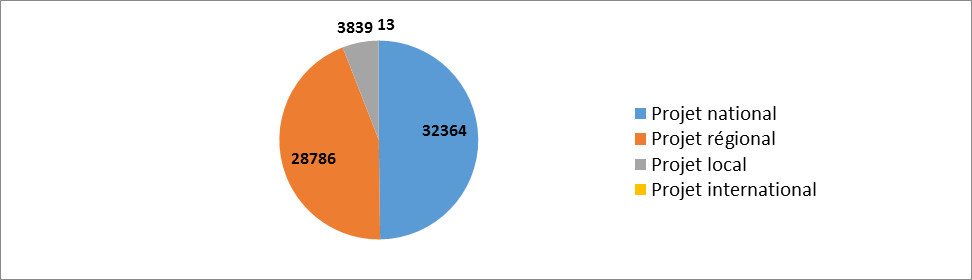 3839 13
32364
28786
Projet national
Projet régional
Projet local
Projet international